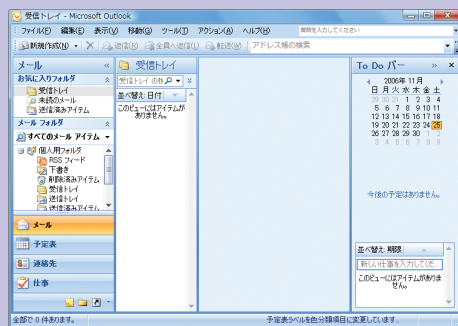 受信トレイ - Microsoft Outlook
ファイル(F) 編集(E) 表示(V) 移動(G) ツール(T) アクション(A) ヘルプ(H) 質問を入力してください
新規作成(N) 返信(R) 全員へ返信(L) 転送(W) アドレス帳の検索
メール «
お気に入りフォルダ
受信トレイ
未読のメール
送信済みアイテム
メール フォルダ
すべてのメール アイテム
個人用フォルダ
RSS フィード
下書き
削除済みアイテム
受信トレイ
送信トレイ
送信済みアイテム
メール
予定表
連絡先
仕事
受信トレイ
受信トレイ の検
並べ替え: 日付
このビューにはアイテムが
ありません。
To Do バー » ×
2006年 11月
日 月 火 水 木 金 土
29 30 31 1 2 3 4
5 6 7 8 9 10 11
12 13 14 15 16 17 18
19 20 21 22 23 24 25
26 27 28 29 30 1 2
3 4 5 6 7 8 9
今後の予定はありません。
並べ替え: 期限
新しい仕事を入力してくだ
このビューにはアイテムがありま
せん。
全部で 0 件あります。 予定表ラベルを色分類項目に変更しています.